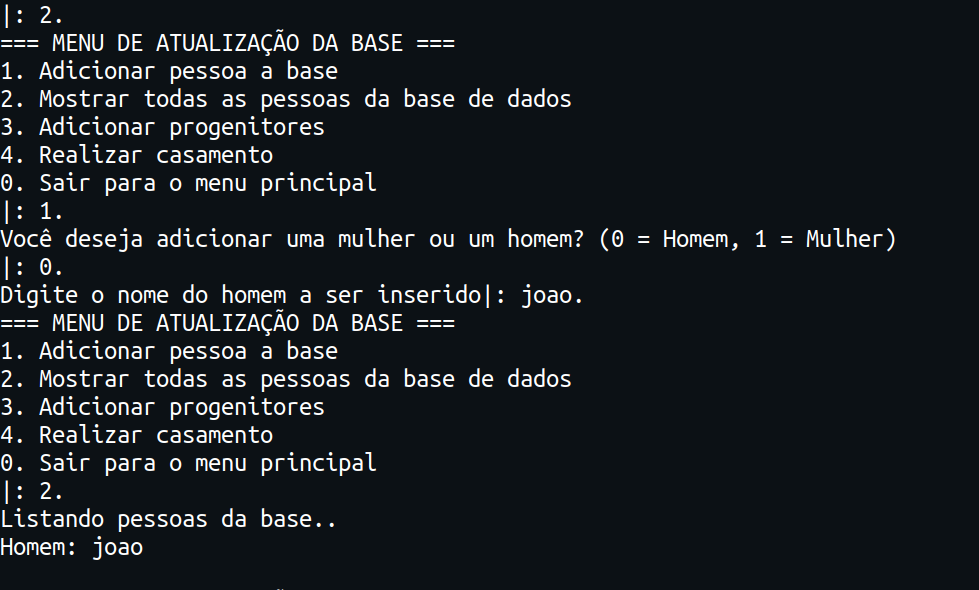 |: 2.
=== MENU DE ATUALIZAÇÃO DA BASE ===
1. Adicionar pessoa a base
2. Mostrar todas as pessoas da base de dados
3. Adicionar progenitores
4. Realizar casamento
0. Sair para o menu principal
|: 1.
Você deseja adicionar uma mulher ou um homem? (0 = Homem, 1 = Mulher)
|: 0.
Digite o nome do homem a ser inserido|: joao.
=== MENU DE ATUALIZAÇÃO DA BASE ===
1. Adicionar pessoa a base
2. Mostrar todas as pessoas da base de dados
3. Adicionar progenitores
4. Realizar casamento
0. Sair para o menu principal
|: 2.
Listando pessoas da base..
Homem: joao